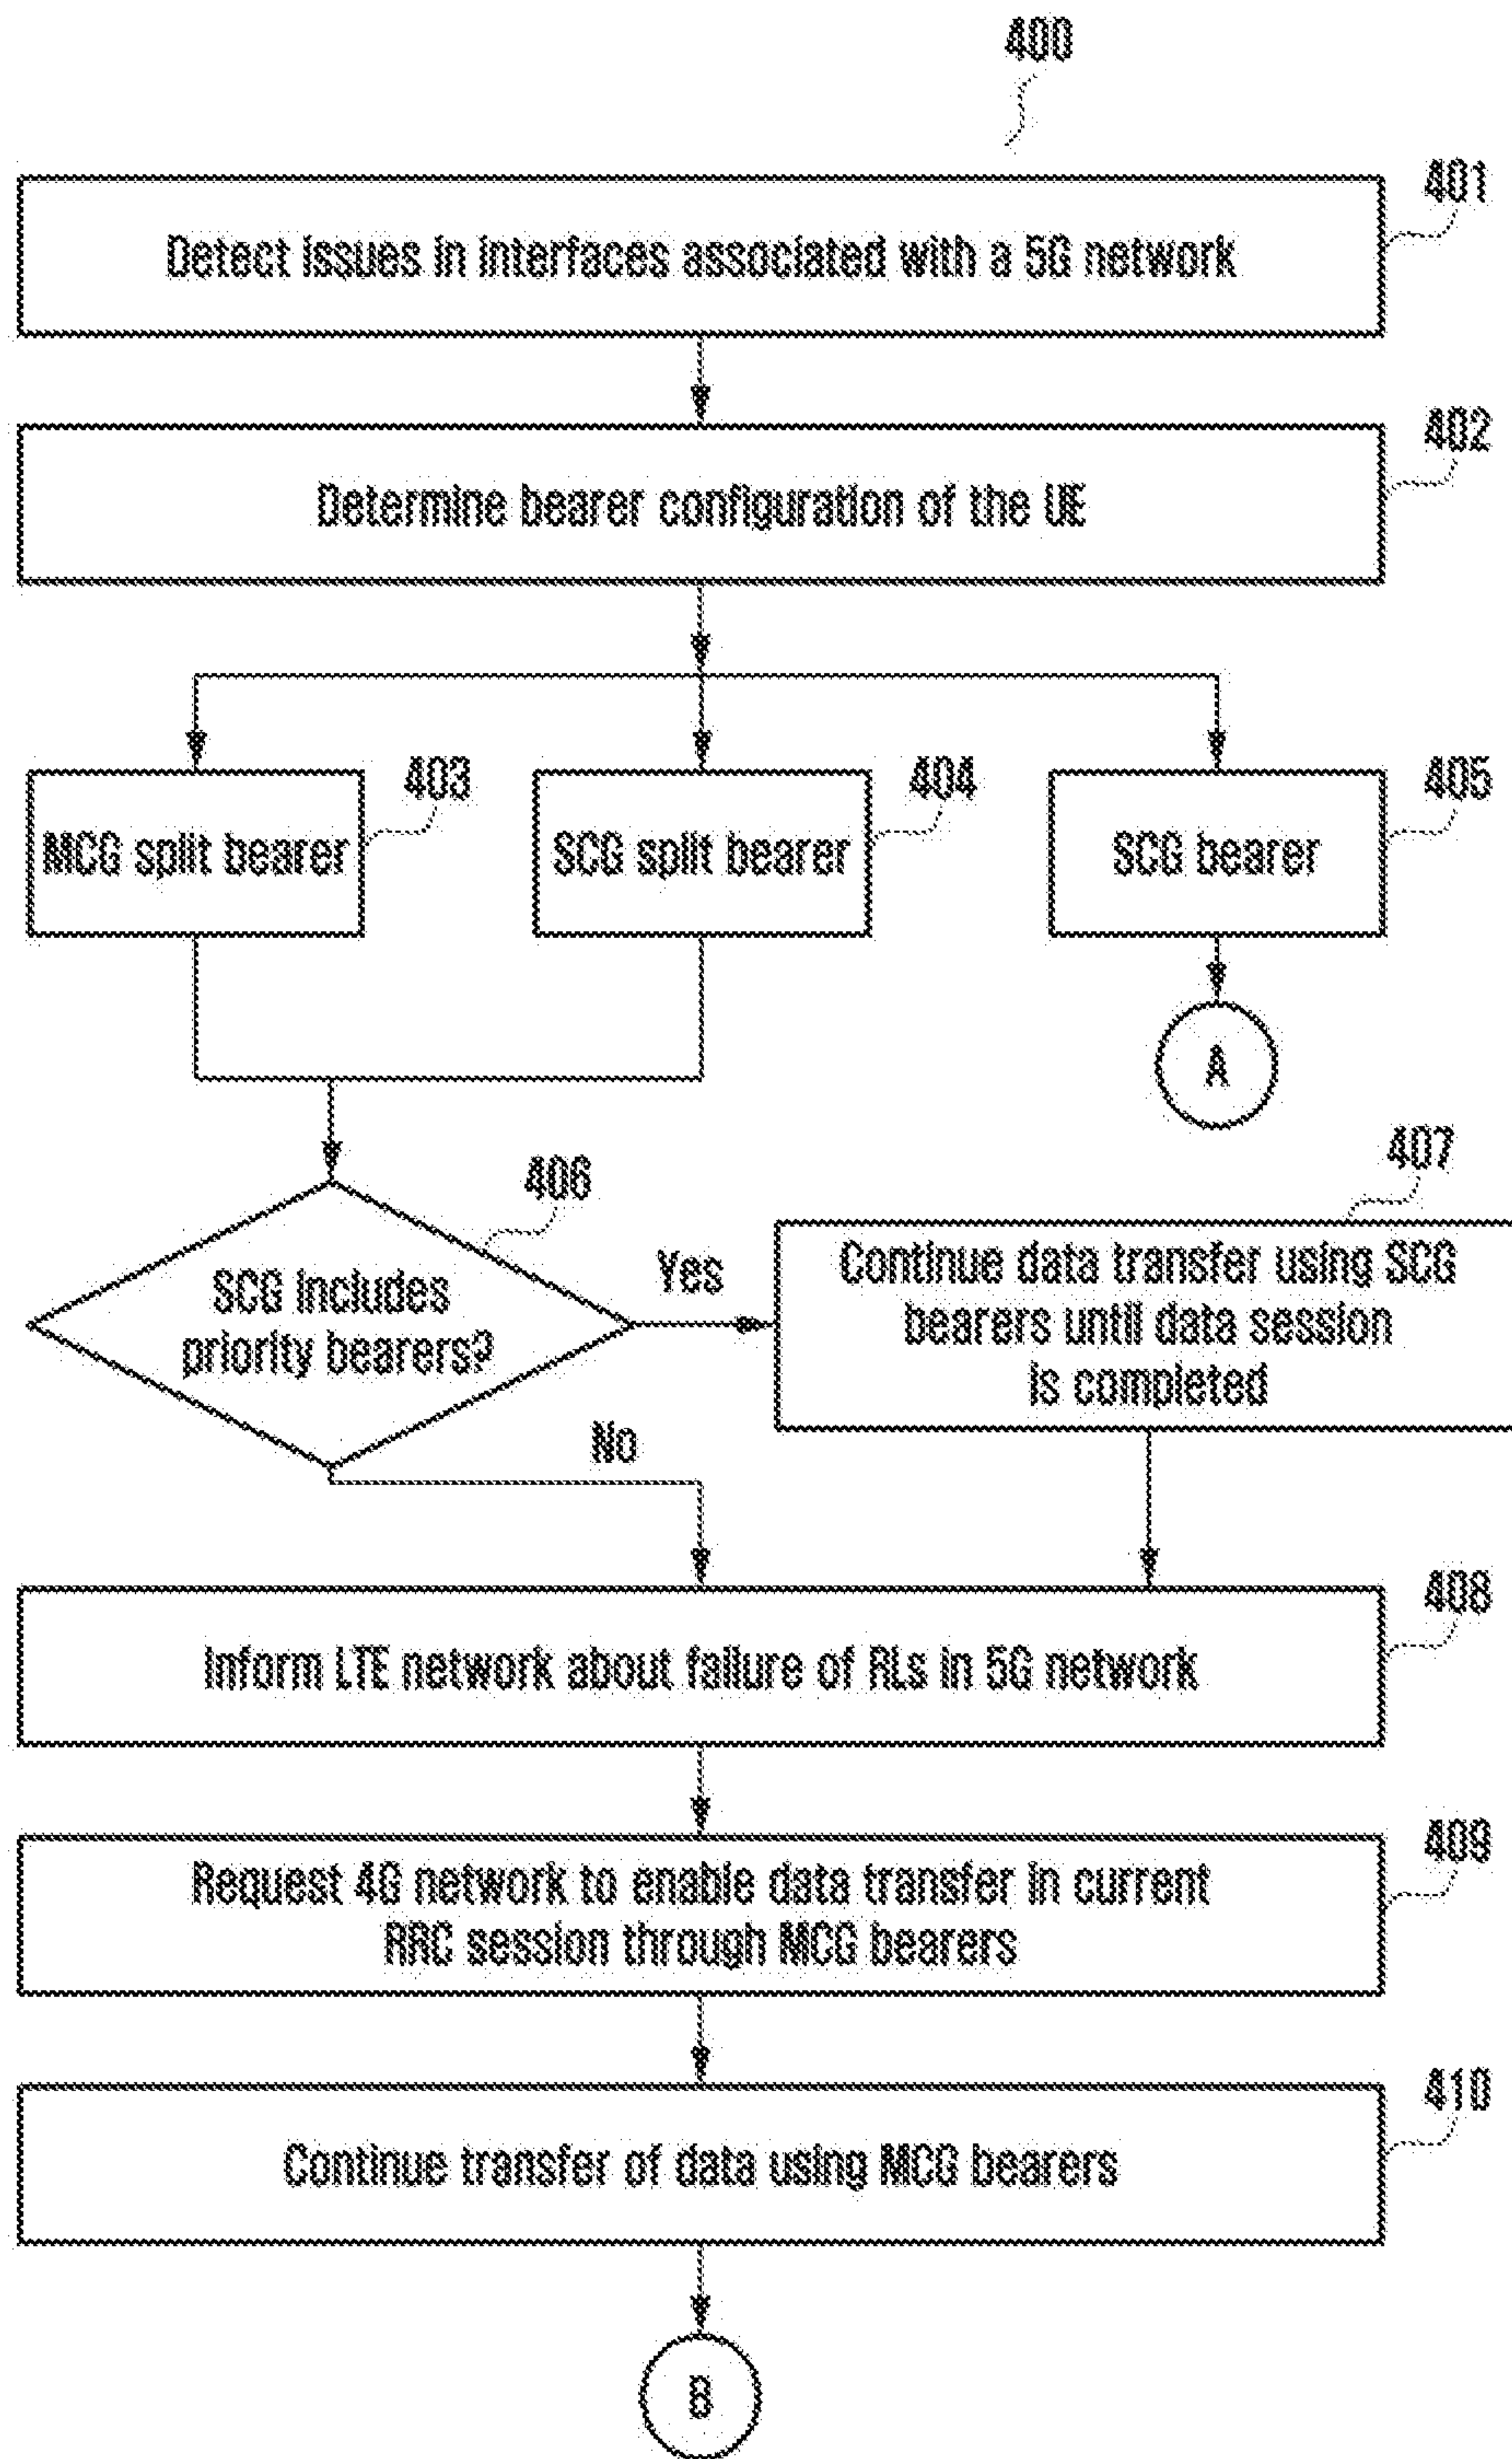 400
401
Detect issues in interfaces associated with a 5G network
402
Determine bearer configuration of the UE
403
MCG split bearer
404
SCG split bearer
405
SCG bearer
A
406
SCG includes
priority bearers?
Yes
No
407
Continue data transfer using SCG
bearers until data session
is completed
408
Inform LTE network about failure of RLs in 5G network
409
Request 4G network to enable data transfer in current
RRC session through MCG bearers
410
Continue transfer of data using MCG bearers
B